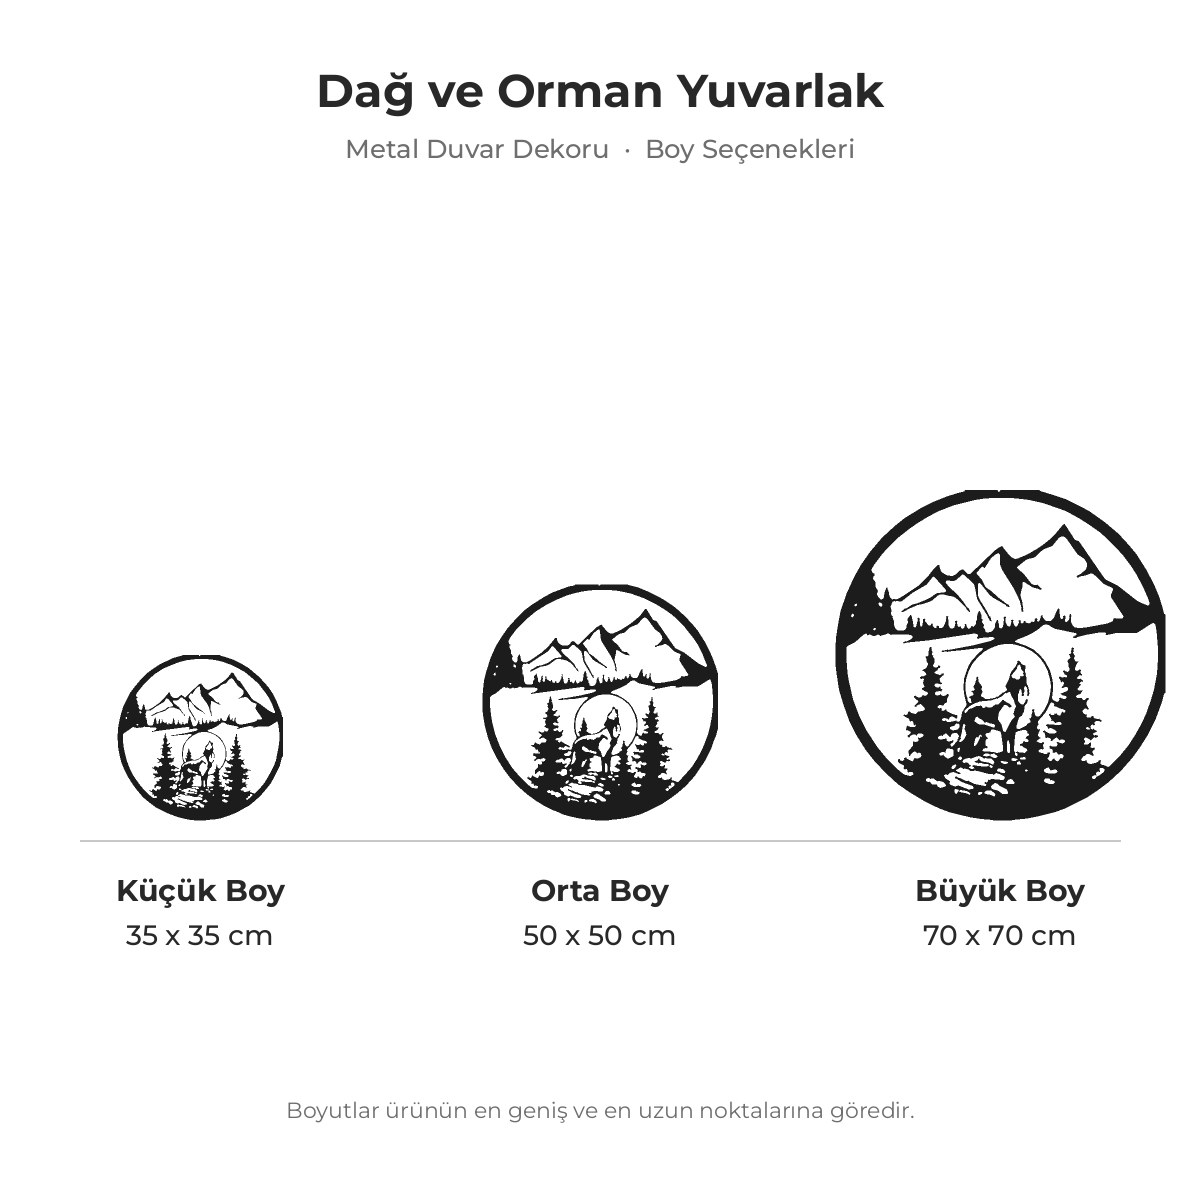 Dağ ve Orman Yuvarlak
Metal Duvar Dekoru · Boy Seçenekleri
Küçük Boy
35 x 35 cm
Orta Boy
50 x 50 cm
Büyük Boy
70 x 70 cm
Boyutlar ürünün en geniş ve en uzun noktalarına göredir.